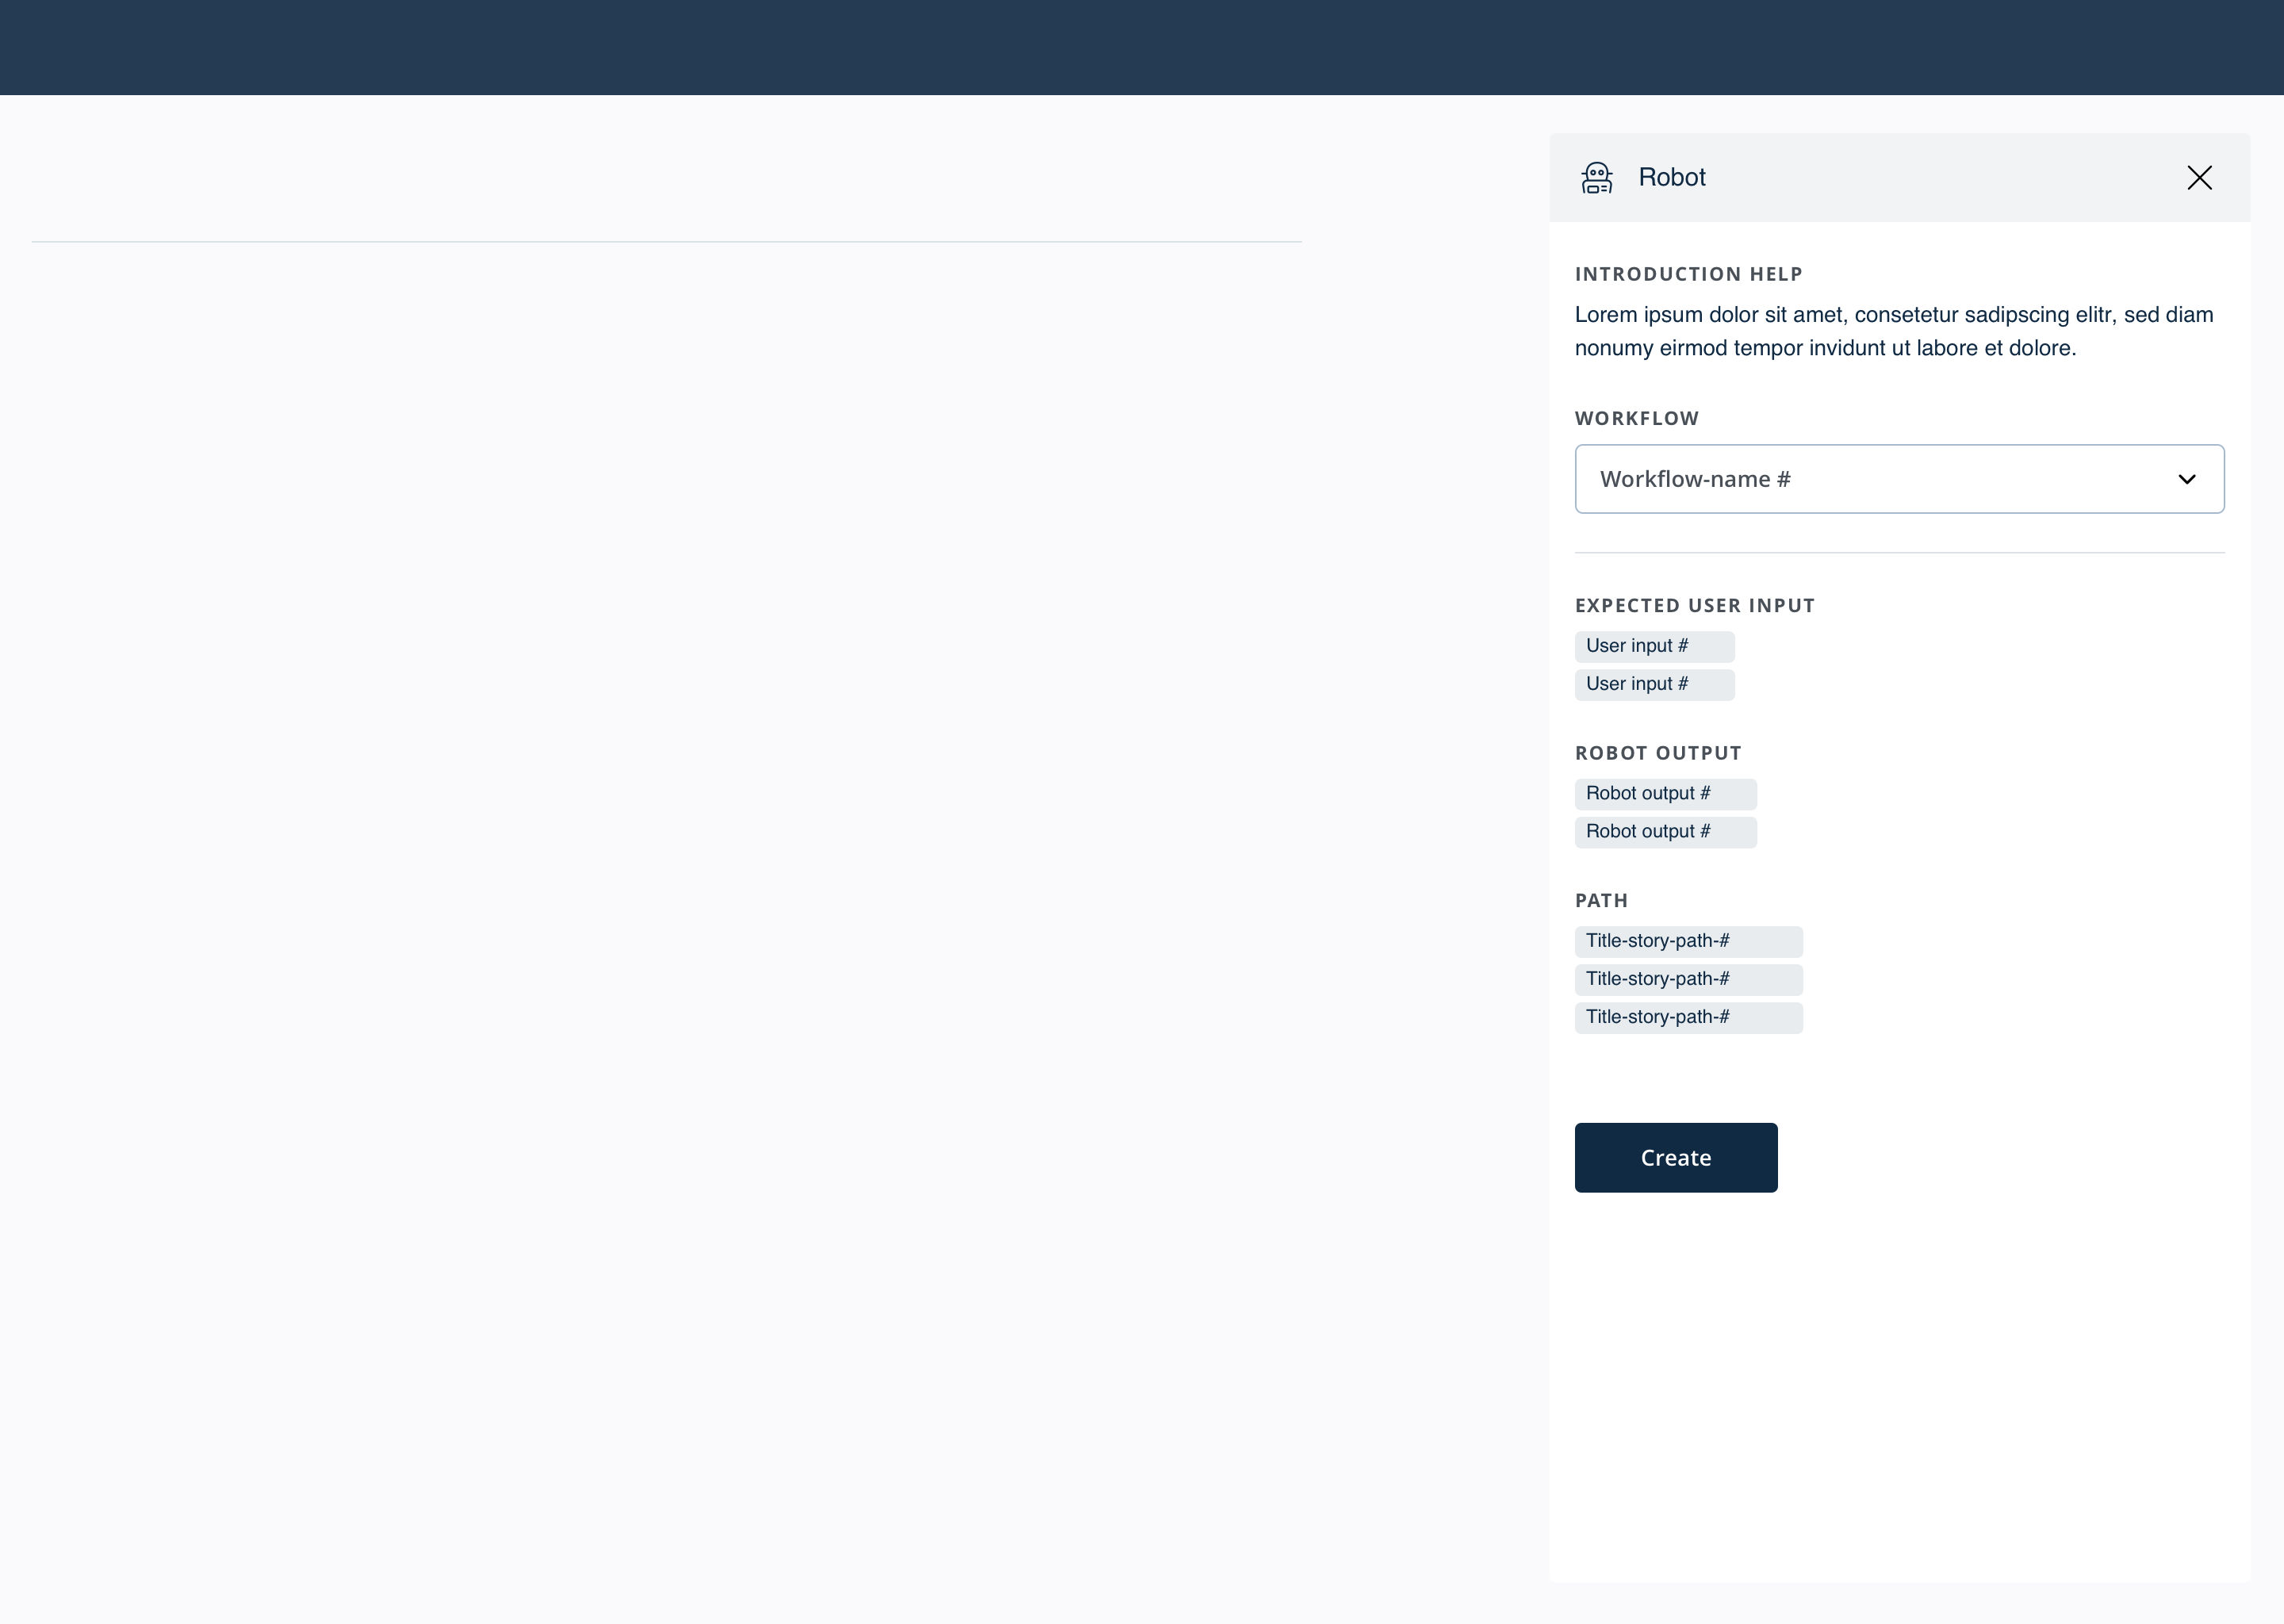 Robot
INTRODUCTION HELP
Lorem ipsum dolor sit amet, consetetur sadipscing elitr, sed diam
nonumy eirmod tempor invidunt ut labore et dolore.
WORKFLOW
Workflow-name #
EXPECTED USER INPUT
User input #
User input #
ROBOT OUTPUT
Robot output #
Robot output #
PATH
Title-story-path-#
Title-story-path-#
Title-story-path-#
Create